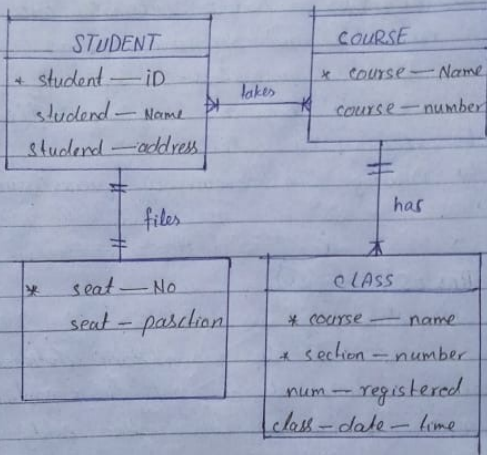 STUDENT
* student — iD
studend — Name
studend — address
takes
COURSE
* course — Name
course — number
files
has
* seat — No
seat — pasction
CLASS
* course — name
* section — number
num — registered
class — date — time